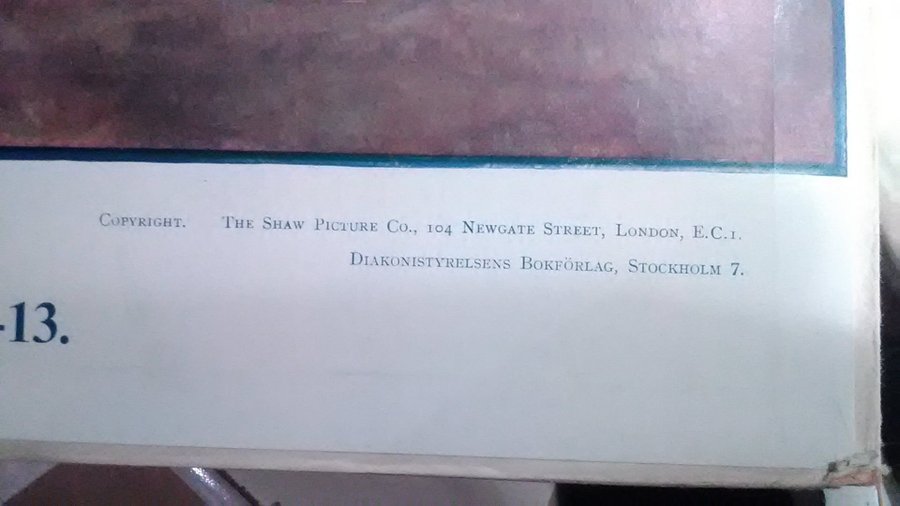 COPYRIGHT. THE SHAW PICTURE CO., 104 NEWGATE STREET, LONDON, E.C.1.
DIAKONISTYRELSENS BOKFÖRLAG, STOCKHOLM 7.
-13.